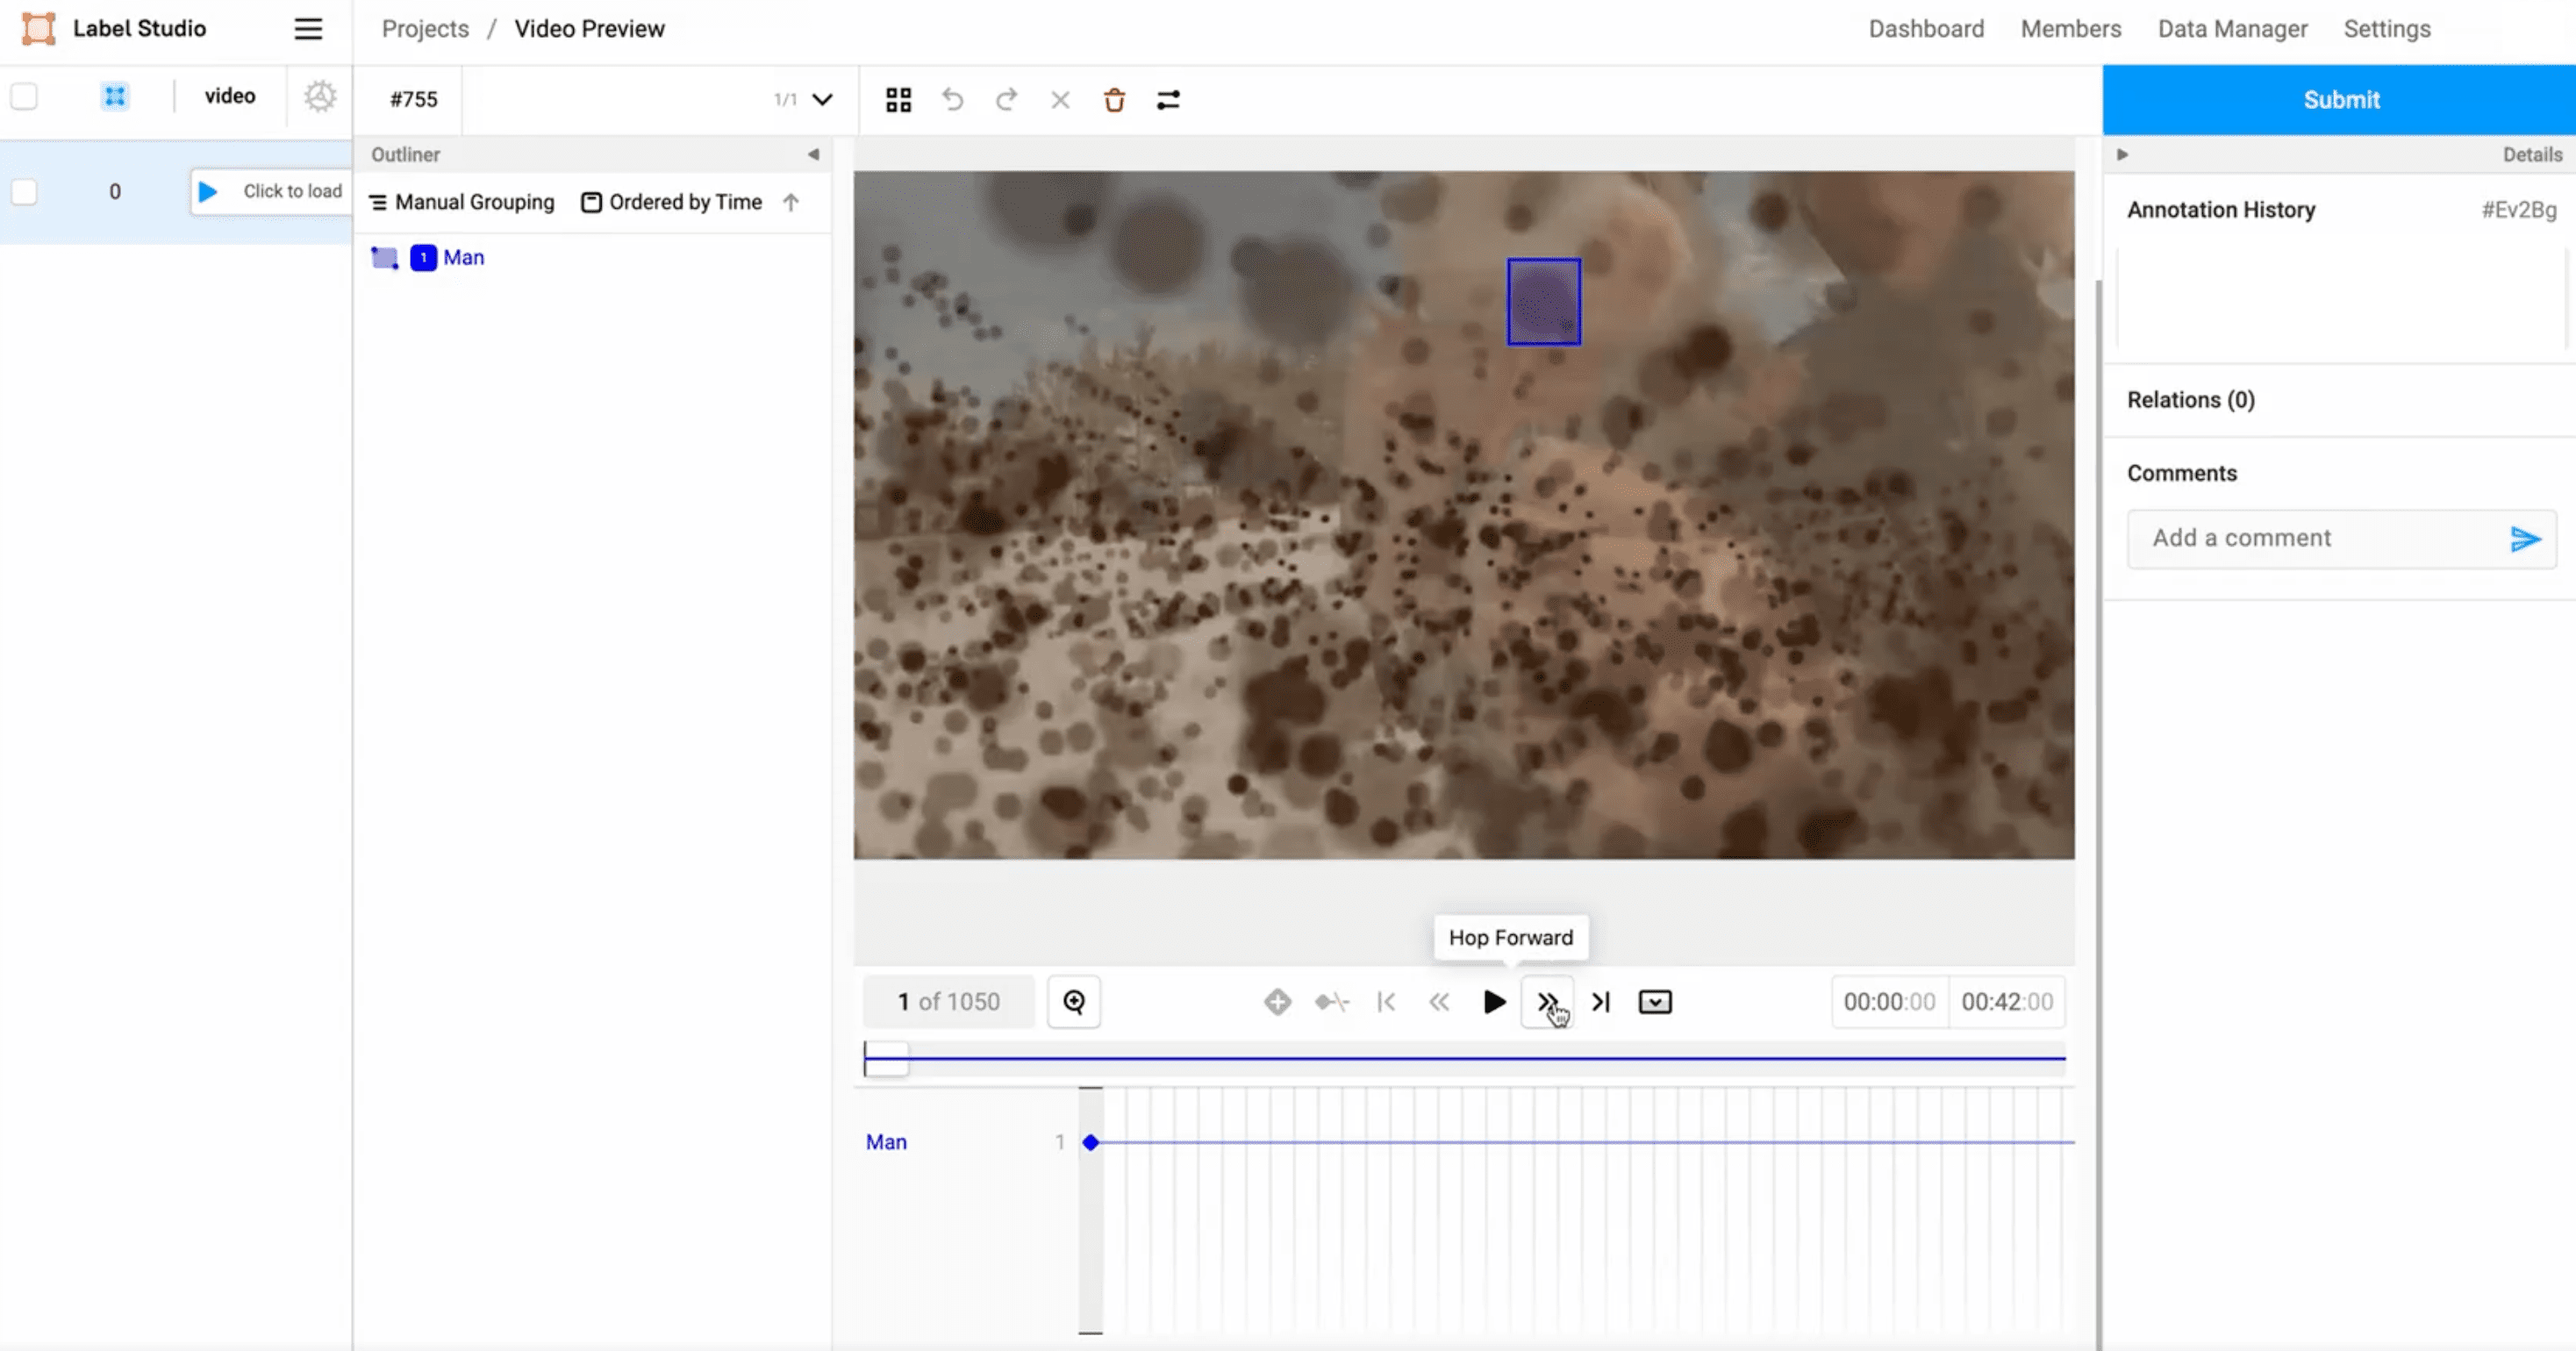 Label Studio
Projects / Video Preview
Dashboard Members Data Manager Settings
video
#755
1/1
Submit
Outliner
Details
0
Click to load
Manual Grouping
Ordered by Time
1 Man
Annotation History
#Ev2Bg
Relations (0)
Comments
Add a comment
Hop Forward
1 of 1050
00:00:00
00:42:00
Man
1